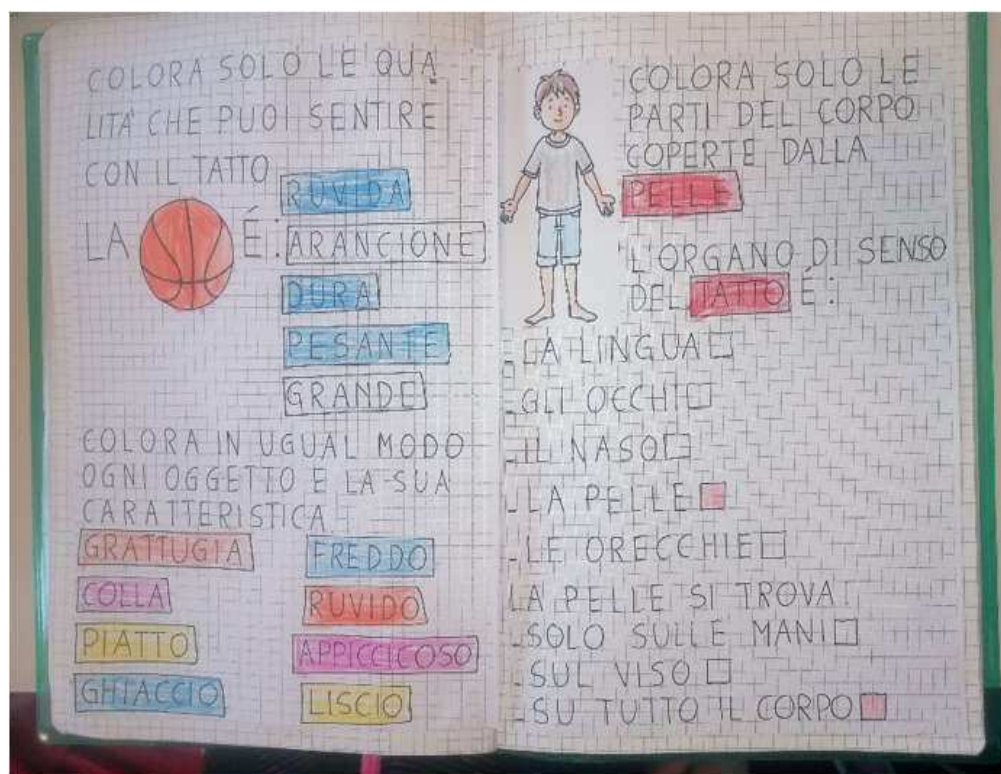 COLORA SOLO LE QUA
LITÀ CHE PUOI SENTIRE
CON IL TATTO
RUVIDA
LA É: ARANCIONE
DURA
PESANTE
GRANDE
COLORA IN UGUAL MODO
OGNI OGGETTO E LA SUA
CARATTERISTICA
GRATTUGIA FREDDO
COLLA RUVIDO
PIATTO APPICCICOSO
GHIACCIO LISCIO
COLORA SOLO LE
PARTI DEL CORPO
COPERTE DALLA
PELLE
L'ORGANO DI SENSO
DEL TATTO É:
- LA LINGUA
- GLI OCCHI
- IL NASO
- LA PELLE
- LE ORECCHIE
LA PELLE SI TROVA:
- SOLO SULLE MANI
- SUL VISO
- SU TUTTO IL CORPO